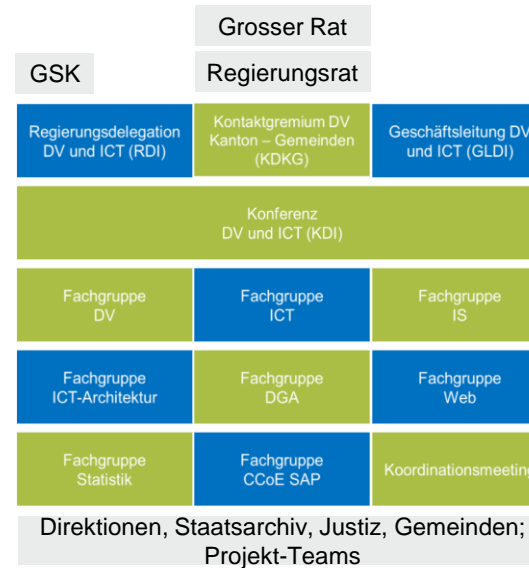 Grosser Rat
GSK
Regierungsrat
Regierungsdelegation
DV und ICT (RDI)
Kontaktgremium DV
Kanton – Gemeinden
(KDKG)
Geschäftsleitung DV
und ICT (GLDI)
Konferenz
DV und ICT (KDI)
Fachgruppe
DV
Fachgruppe
ICT
Fachgruppe
IS
Fachgruppe
ICT-Architektur
Fachgruppe
DGA
Fachgruppe
Web
Fachgruppe
Statistik
Fachgruppe
CCoE SAP
Koordinationsmeeting
Direktionen, Staatsarchiv, Justiz, Gemeinden;
Projekt-Teams